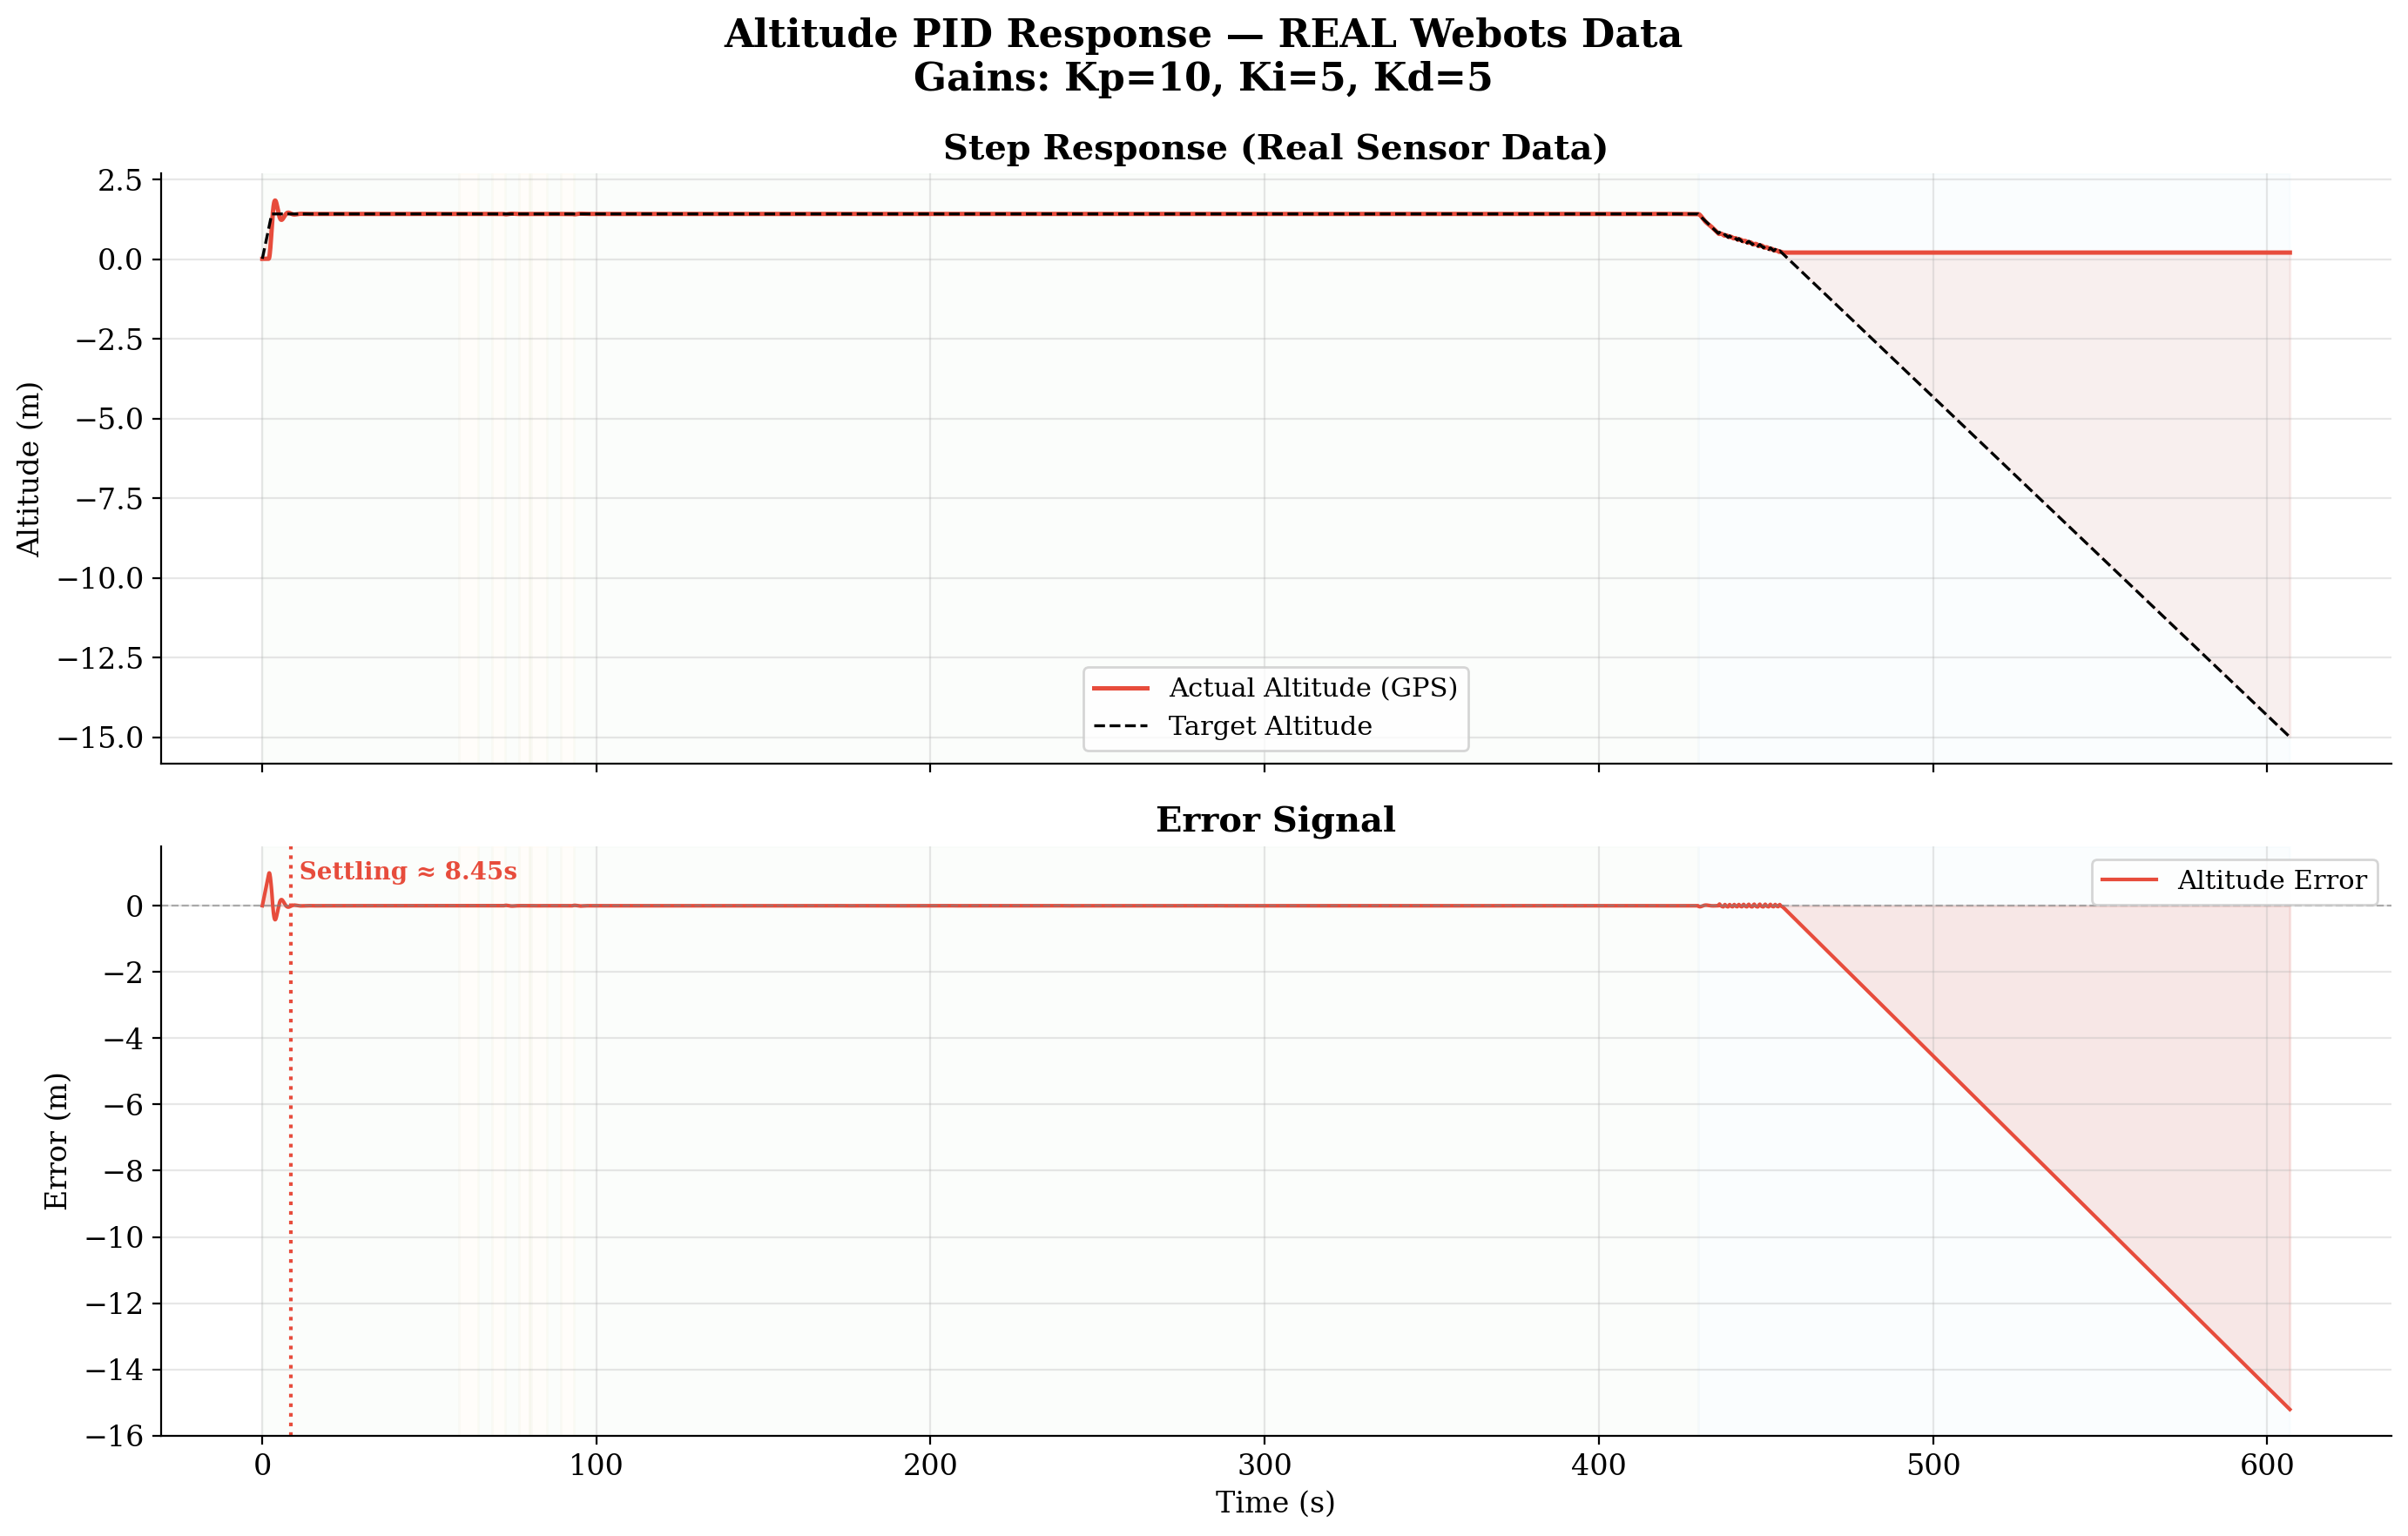 Altitude PID Response — REAL Webots Data
Gains: Kp=10, Ki=5, Kd=5
Step Response (Real Sensor Data)
2.5
0.0
−2.5
−5.0
−7.5
−10.0
−12.5
−15.0
Altitude (m)
Actual Altitude (GPS)
Target Altitude
Error Signal
Settling ≈ 8.45s
Altitude Error
0
−2
−4
−6
−8
−10
−12
−14
−16
Error (m)
0 100 200 300 400 500 600
Time (s)